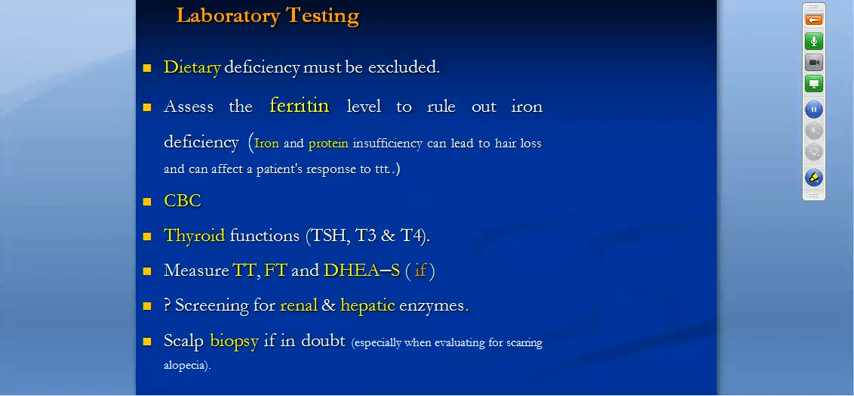 Laboratory Testing
Dietary deficiency must be excluded.
Assess the ferritin level to rule out iron
deficiency (Iron and protein insufficiency can lead to hair loss
and can affect a patient's response to ttt..)
CBC
Thyroid functions (TSH, T3 & T4).
Measure TT, FT and DHEA–S ( if )
? Screening for renal & hepatic enzymes.
Scalp biopsy if in doubt (especially when evaluating for scarring
alopecia).